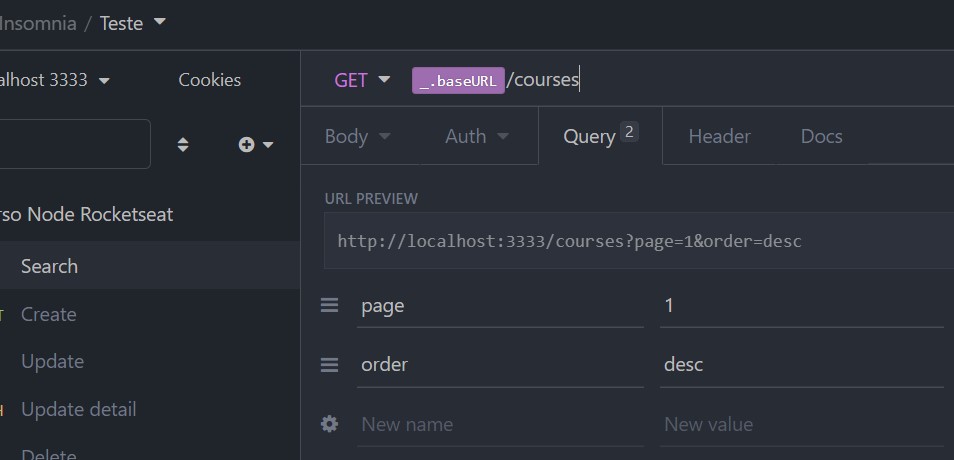 Insomnia / Teste
alhost 3333
Cookies
GET
_.baseURL/courses
Body
Auth
Query 2
Header
Docs
rso Node Rocketseat
Search
T Create
Update
H Update detail
Delete
URL PREVIEW
http://localhost:3333/courses?page=1&order=desc
page 1
order desc
New name New value